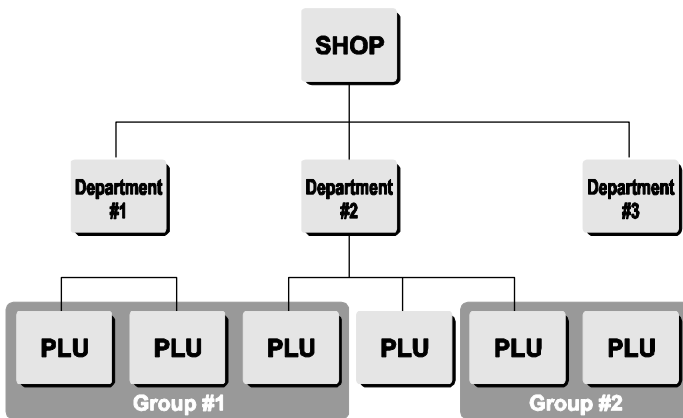 SHOP
Department
#1
Department
#2
Department
#3
PLU
PLU
PLU
PLU
PLU
PLU
Group #1
Group #2